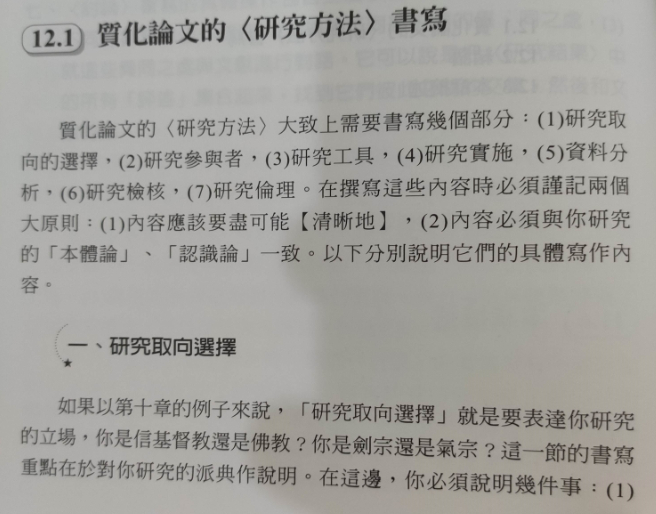 12.1 質化論文的〈研究方法〉書寫
質化論文的〈研究方法〉大致上需要書寫幾個部分：(1)研究取
向的選擇，(2)研究參與者，(3)研究工具，(4)研究實施，(5)資料分
析，(6)研究檢核，(7)研究倫理。在撰寫這些內容時必須謹記兩個
大原則：(1)內容應該要盡可能【清晰地】，(2)內容必須與你研究
的「本體論」、「認識論」一致。以下分別說明它們的具體寫作內
容。
一、研究取向選擇
如果以第十章的例子來說，「研究取向選擇」就是要表達你研究
的立場，你是信基督教還是佛教？你是劍宗還是氣宗？這一節的書寫
重點在於對你研究的派典作說明。在這邊，你必須說明幾件事：(1)